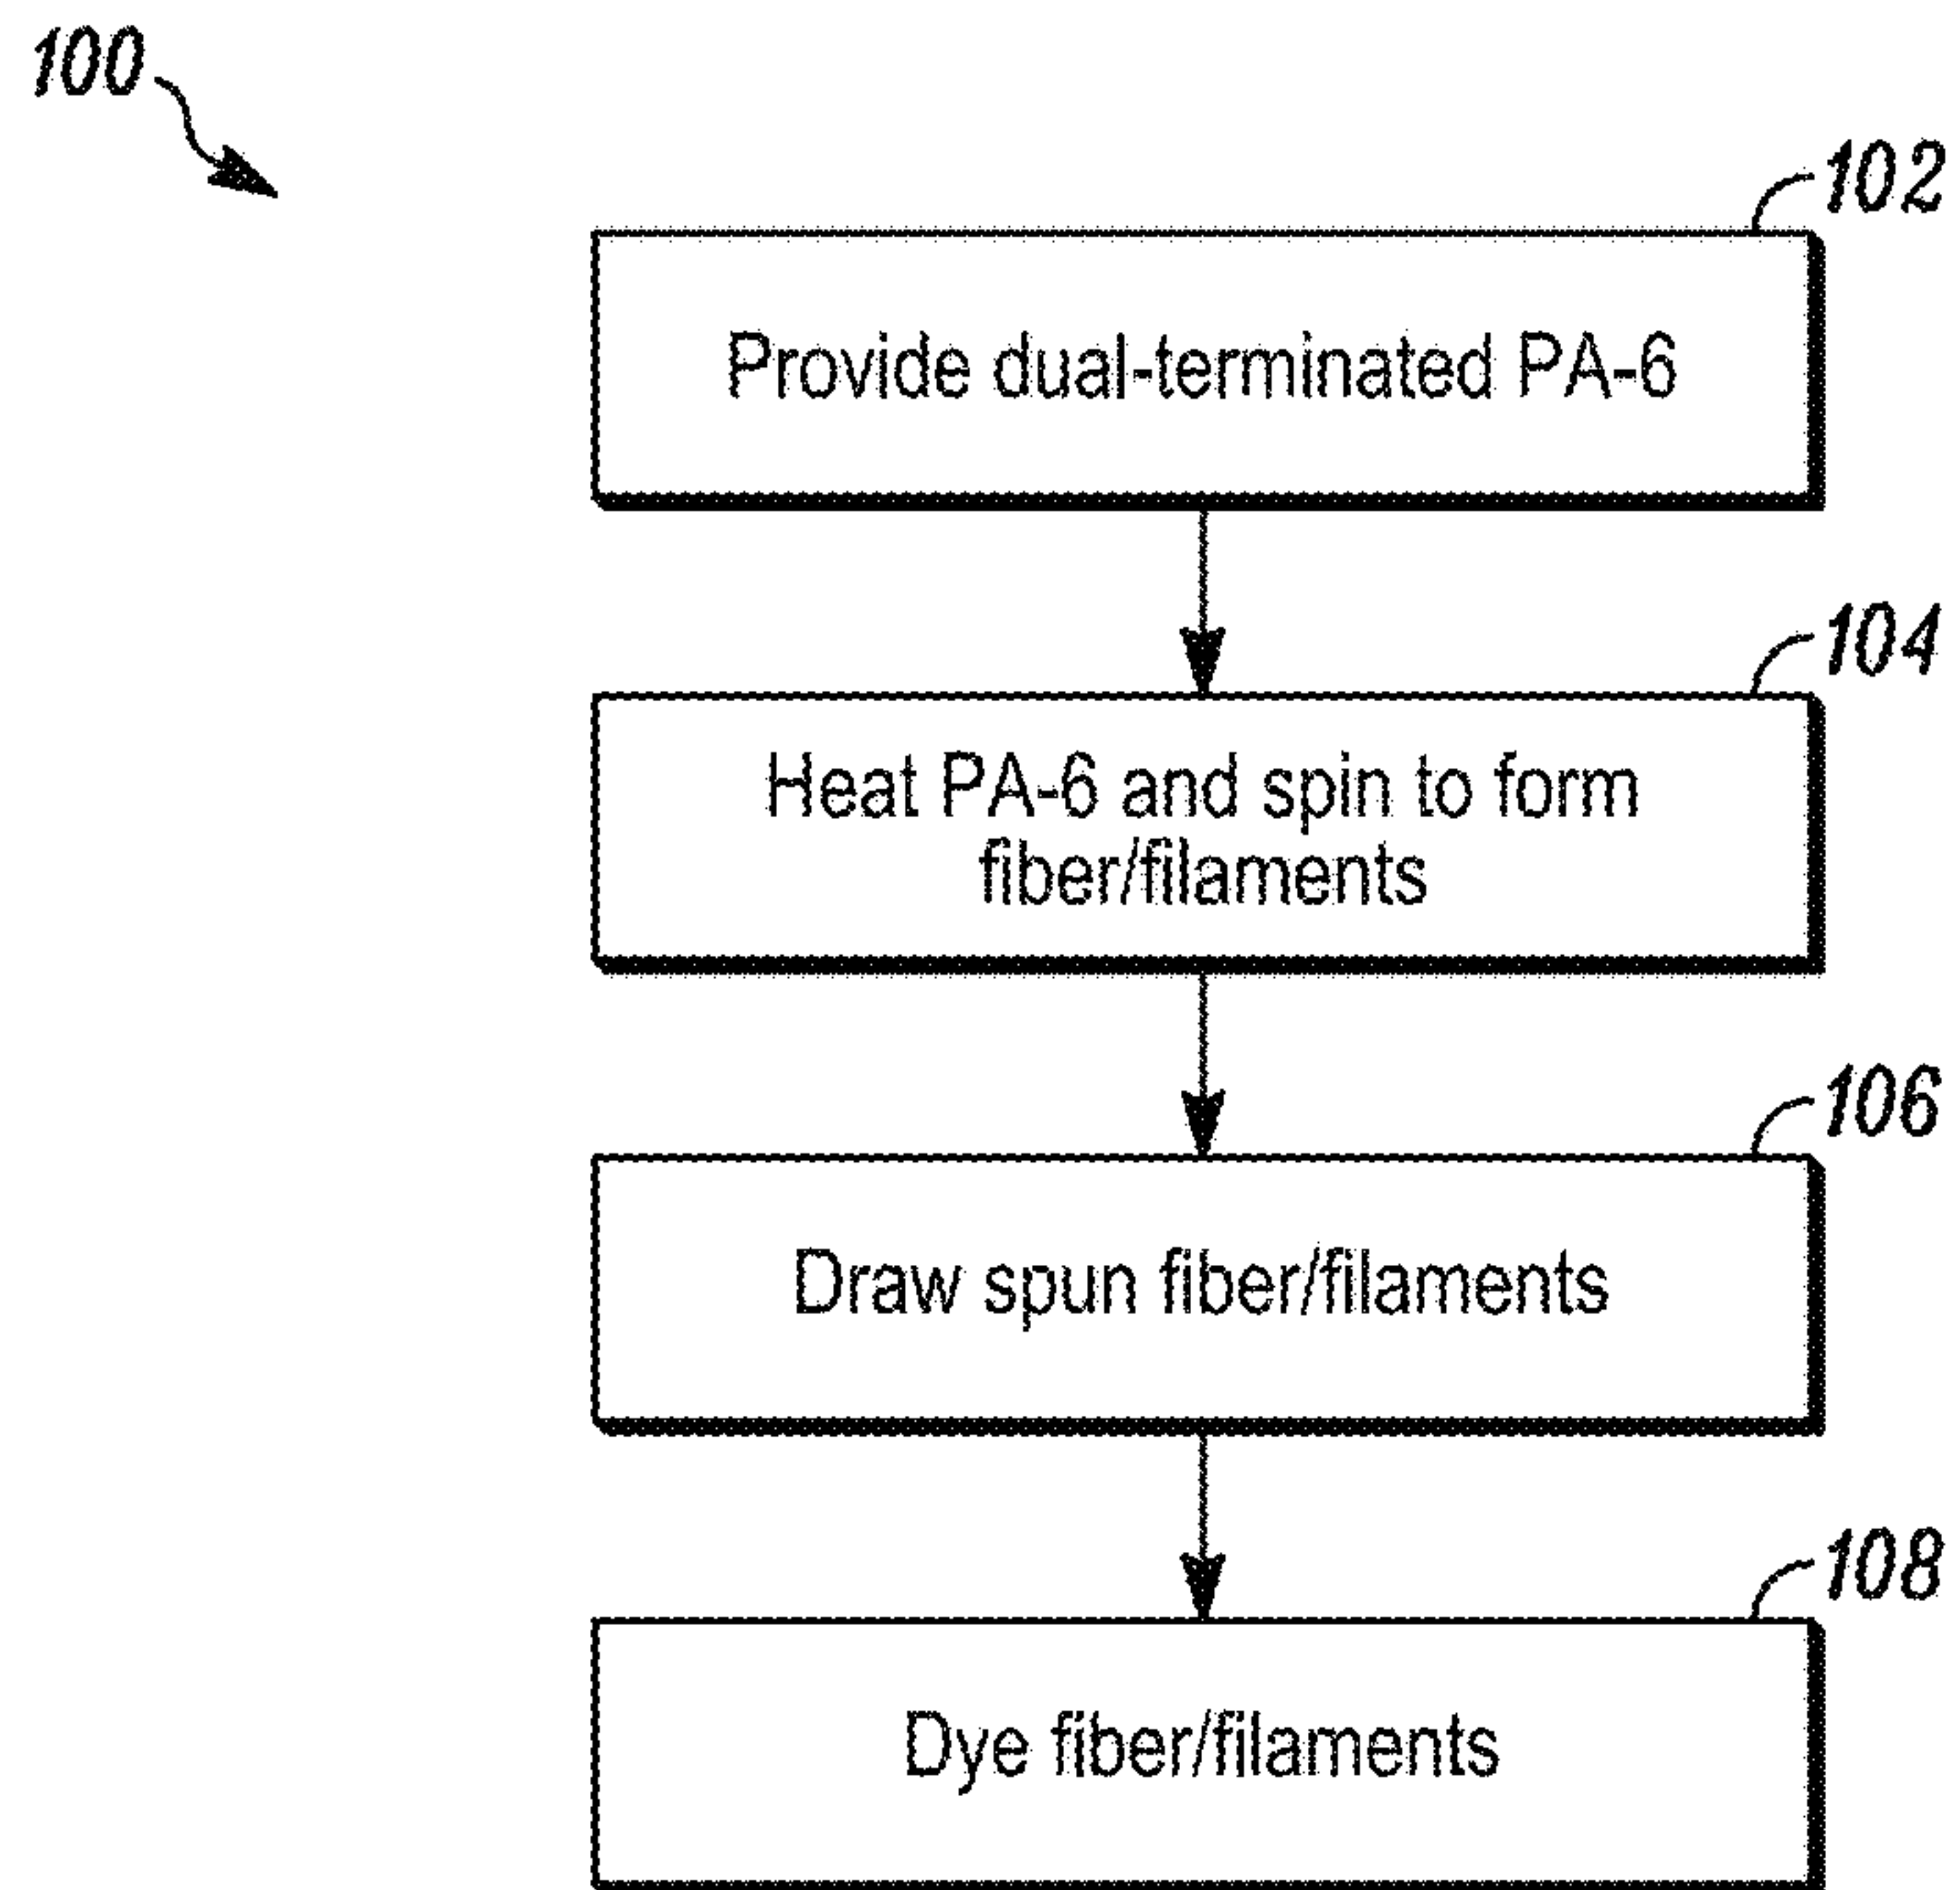 100
102
Provide dual-terminated PA-6
104
Heat PA-6 and spin to form
fiber/filaments
106
Draw spun fiber/filaments
108
Dye fiber/filaments